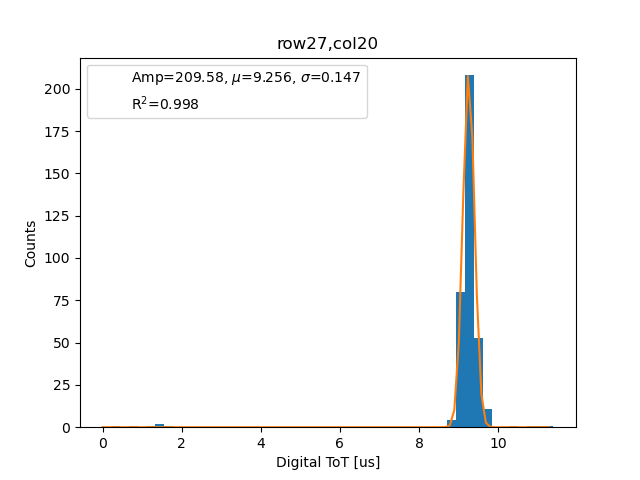 row27,col20
Amp=209.58, μ=9.256, σ=0.147
R²=0.998
Counts
200
175
150
125
100
75
50
25
0
0 2 4 6 8 10
Digital ToT [us]